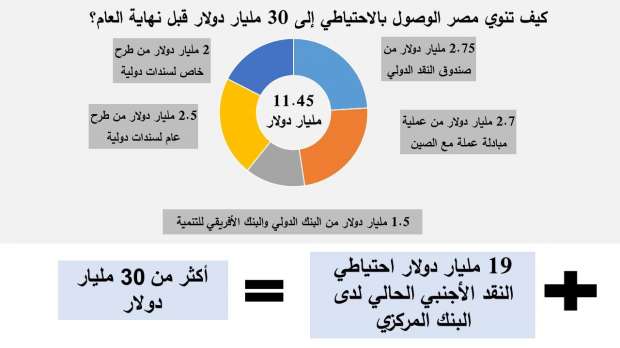 كيف تنوي مصر الوصول بالاحتياطي إلى 30 مليار دولار قبل نهاية العام؟
2.75 مليار دولار من
صندوق النقد الدولي
2 مليار دولار من طرح
خاص لسندات دولية
11.45
مليار دولار
2.7 مليار دولار من عملية
مبادلة عملة مع الصين
2.5 مليار دولار من طرح
عام لسندات دولية
1.5 مليار دولار من البنك الدولي والبنك الأفريقي للتنمية
+
19 مليار دولار احتياطي
النقد الأجنبي الحالي لدى
البنك المركزي
=
أكثر من 30 مليار
دولار